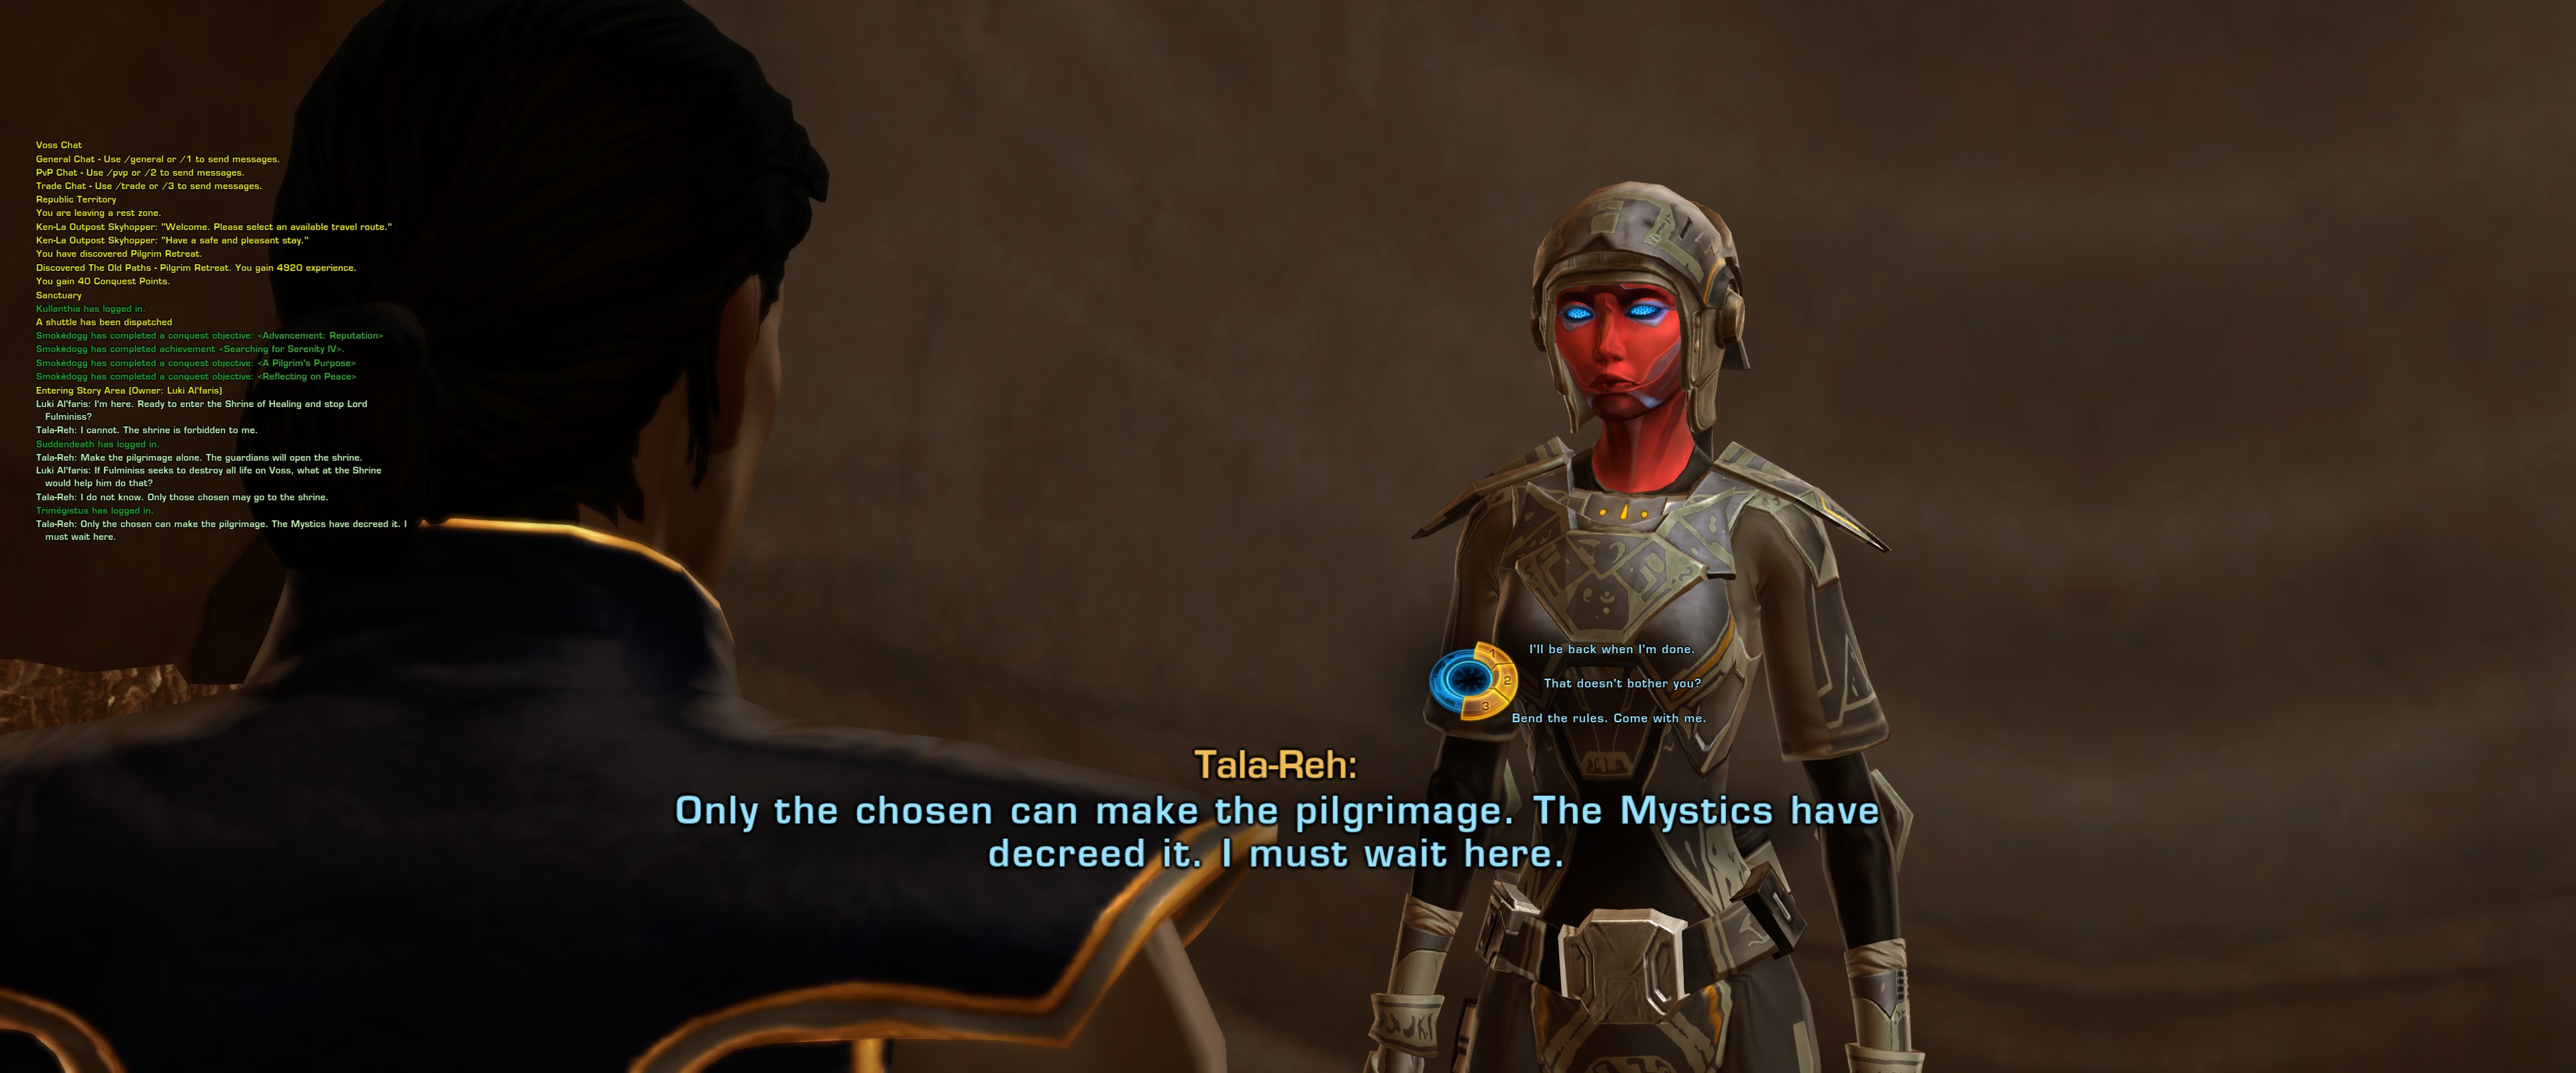 Voss Chat
General Chat - Use /general or /1 to send messages.
PvP Chat - Use /pvp or /2 to send messages.
Trade Chat - Use /trade or /3 to send messages.
Republic Territory
You are leaving a rest zone.
Ken-La Outpost Skyhopper: "Welcome. Please select an available travel route."
Ken-La Outpost Skyhopper: "Have a safe and pleasant stay."
You have discovered Pilgrim Retreat.
Discovered The Old Paths - Pilgrim Retreat. You gain 4920 experience.
You gain 40 Conquest Points.
Sanctuary
Kullanthia has logged in.
A shuttle has been dispatched
Smokèdogg has completed a conquest objective: <Advancement: Reputation>
Smokèdogg has completed achievement <Searching for Serenity IV>.
Smokèdogg has completed a conquest objective: <A Pilgrim's Purpose>
Smokèdogg has completed a conquest objective: <Reflecting on Peace>
Entering Story Area (Owner: Luki Al'faris)
Luki Al'faris: I'm here. Ready to enter the Shrine of Healing and stop Lord
Fulminiss?
Tala-Reh: I cannot. The shrine is forbidden to me.
Suddendeath has logged in.
Tala-Reh: Make the pilgrimage alone. The guardians will open the shrine.
Luki Al'faris: If Fulminiss seeks to destroy all life on Voss, what at the Shrine
would help him do that?
Tala-Reh: I do not know. Only those chosen may go to the shrine.
Trimëgistus has logged in.
Tala-Reh: Only the chosen can make the pilgrimage. The Mystics have decreed it. I
must wait here.
1 I'll be back when I'm done.
2 That doesn't bother you?
3 Bend the rules. Come with me.
Tala-Reh:
Only the chosen can make the pilgrimage. The Mystics have
decreed it. I must wait here.